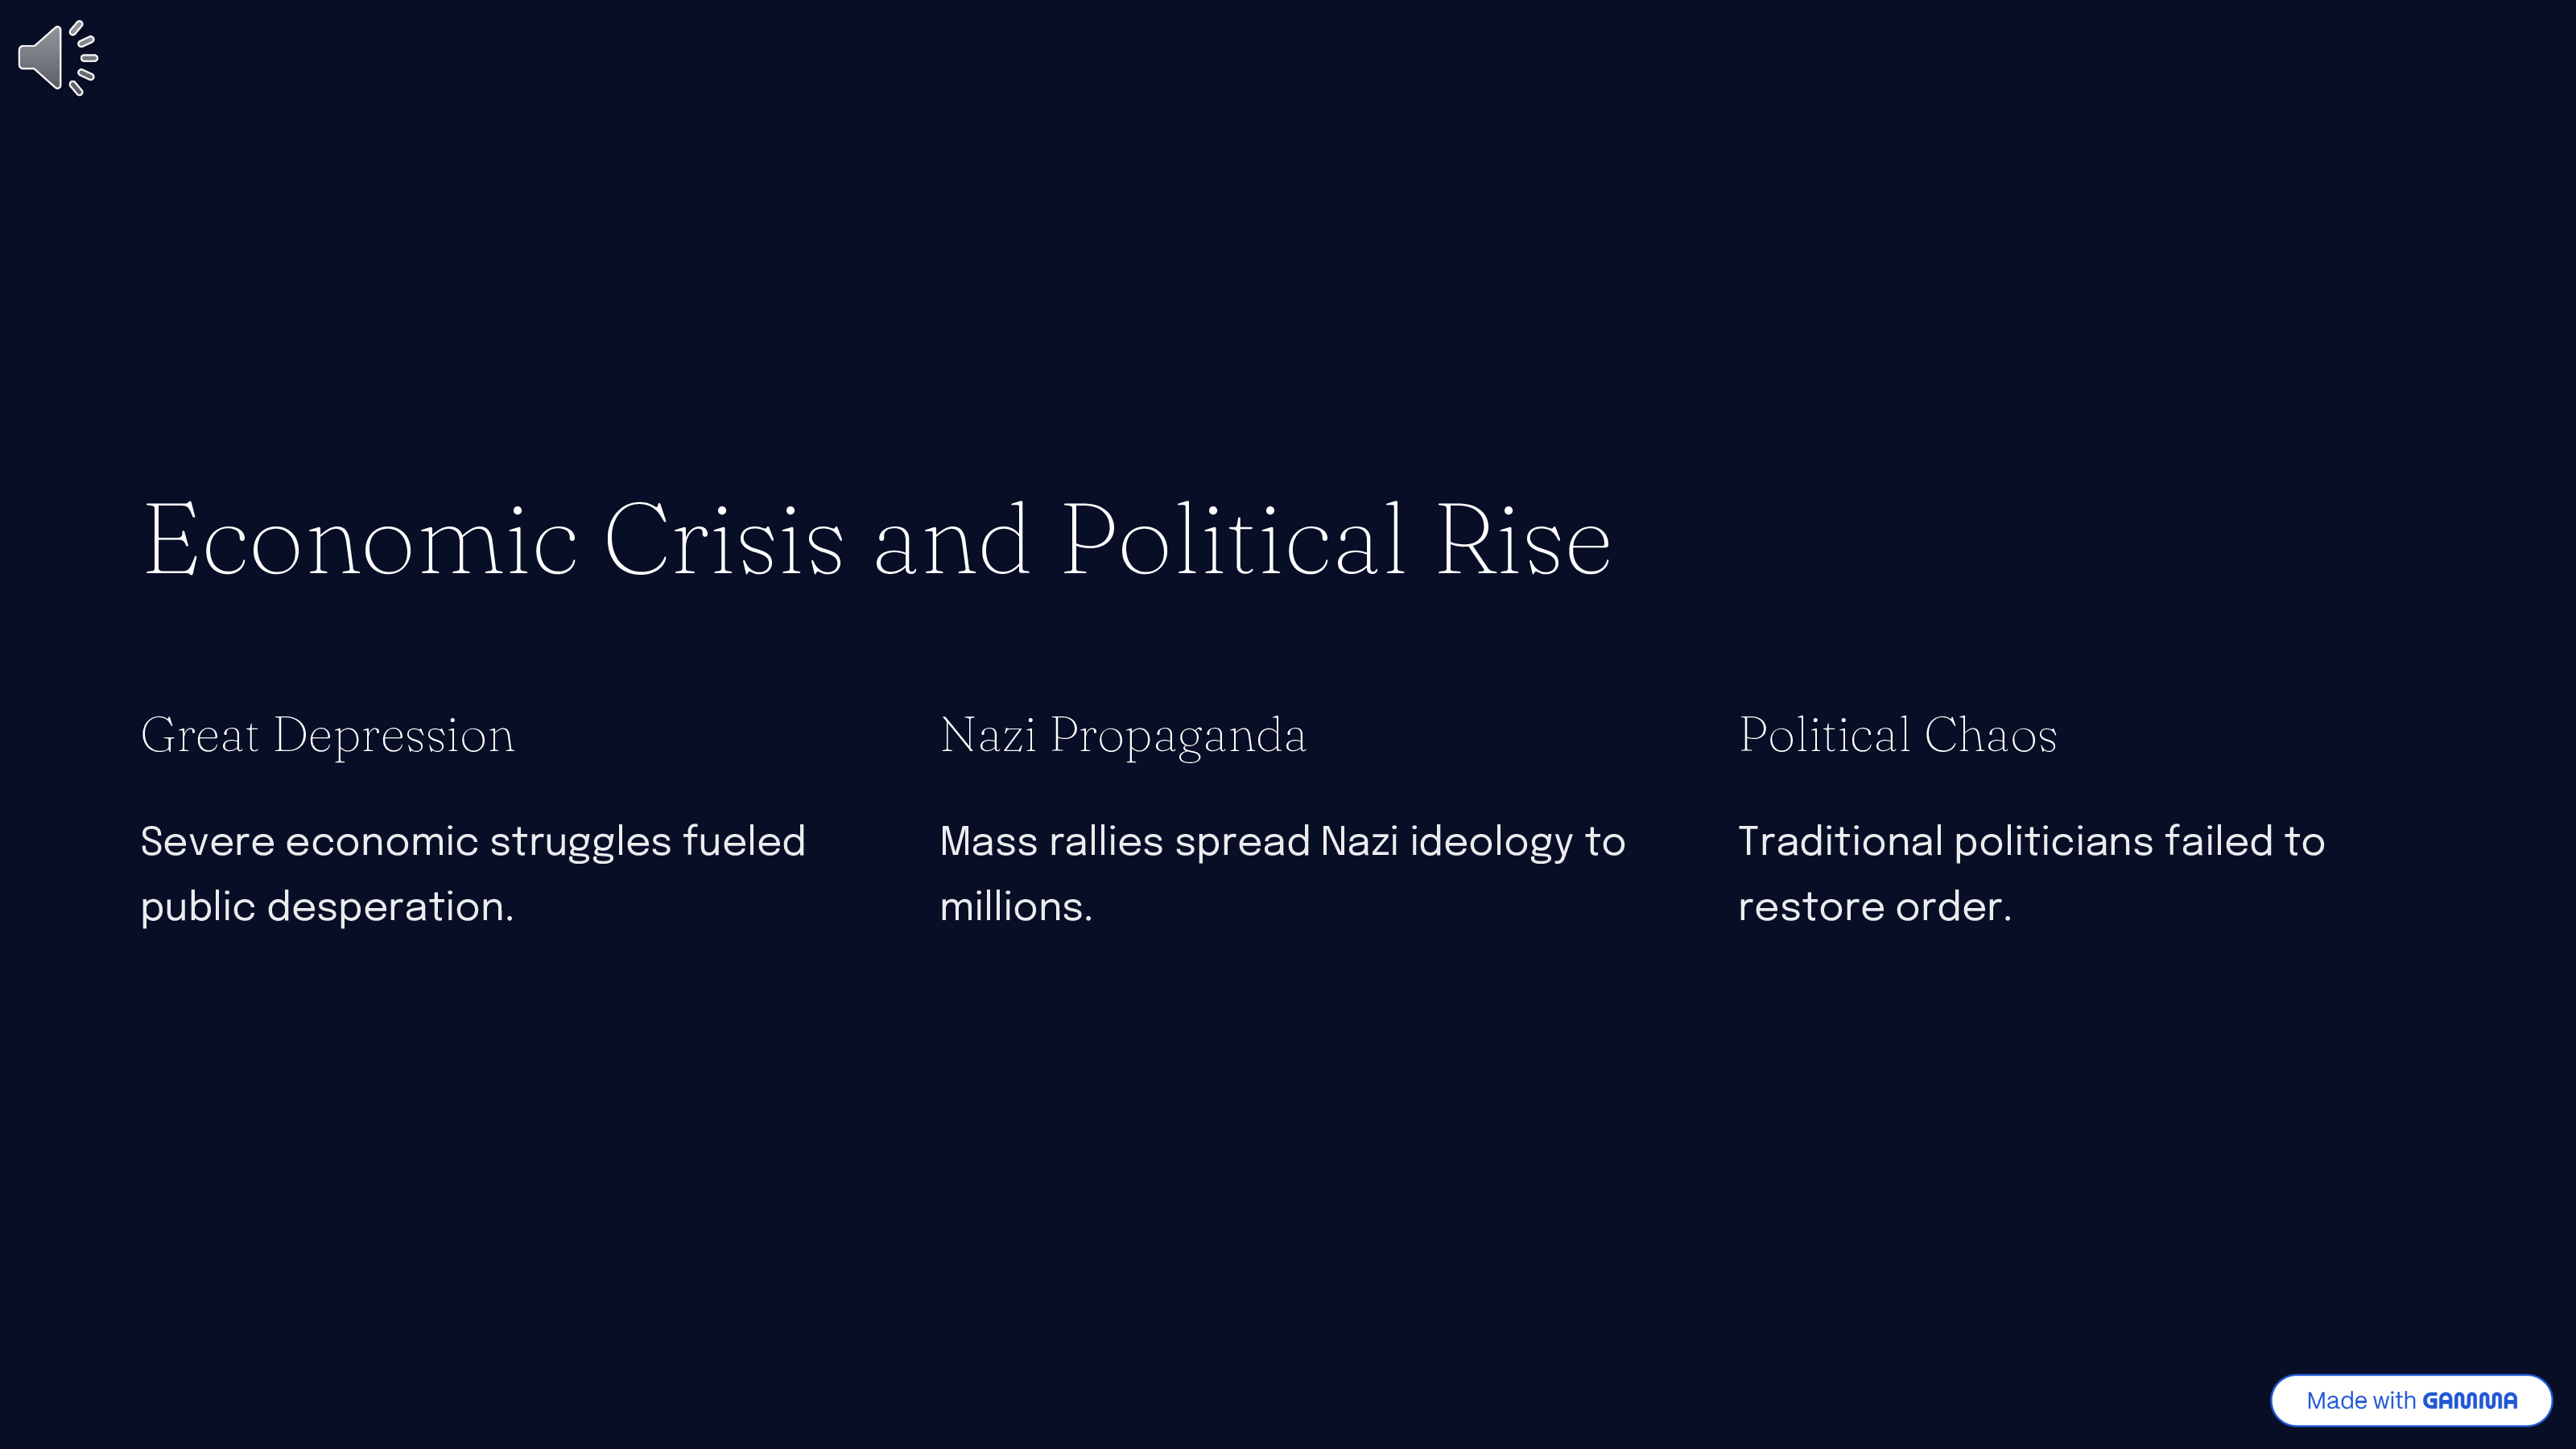 Economic Crisis and Political Rise
Great Depression
Severe economic struggles fueled
public desperation.
Nazi Propaganda
Mass rallies spread Nazi ideology to
millions.
Political Chaos
Traditional politicians failed to
restore order.
Made with GAMMA